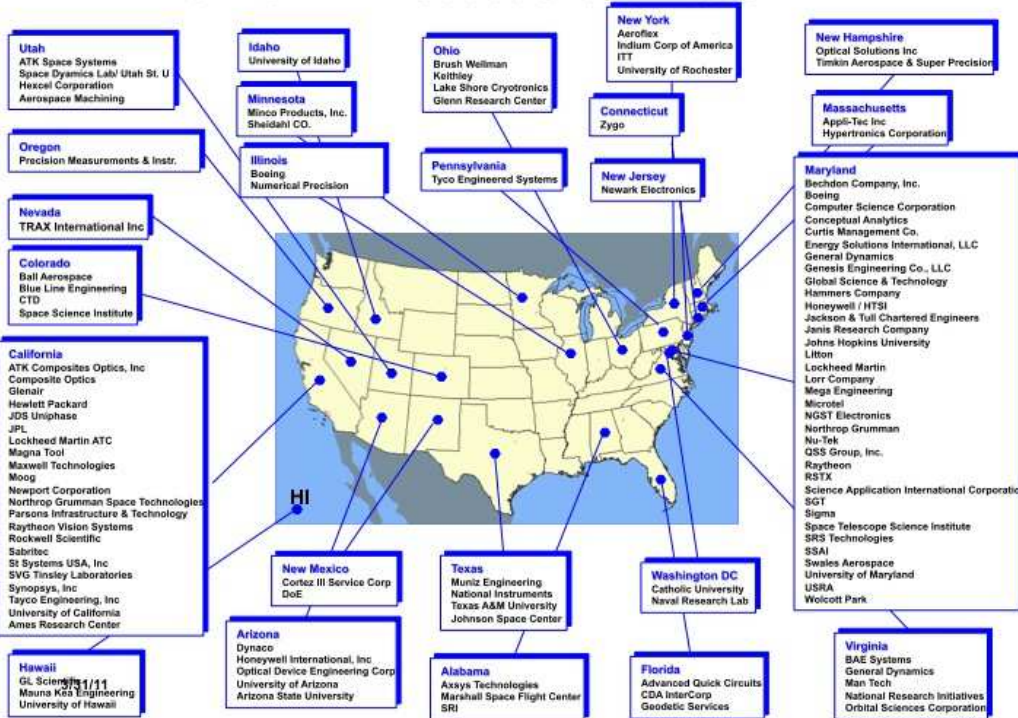 Utah
ATK Space Systems
Space Dyamics Lab/ Utah St. U
Hexcel Corporation
Aerospace Machining
Idaho
University of Idaho
Minnesota
Minco Products, Inc.
Sheidahl CO.
Ohio
Brush Wellman
Keithley
Lake Shore Cryotronics
Glenn Research Center
New York
Aeroflex
Indium Corp of America
ITT
University of Rochester
New Hampshire
Optical Solutions Inc
Timkin Aerospace & Super Precision
Connecticut
Zygo
Massachusetts
Appli-Tec Inc
Hypertronics Corporation
Oregon
Precision Measurements & Instr.
Illinois
Boeing
Numerical Precision
Pennsylvania
Tyco Engineered Systems
New Jersey
Newark Electronics
Maryland
Bechdon Company, Inc.
Boeing
Computer Science Corporation
Conceptual Analytics
Curtis Management Co.
Energy Solutions International, LLC
General Dynamics
Genesis Engineering Co., LLC
Global Science & Technology
Hammers Company
Honeywell / HTSI
Jackson & Tull Chartered Engineers
Janis Research Company
Johns Hopkins University
Litton
Lockheed Martin
Lorr Company
Mega Engineering
Microtel
NGST Electronics
Northrop Grumman
Nu-Tek
QSS Group, Inc.
Raytheon
RSTX
Science Application International Corporatio
SGT
Sigma
Space Telescope Science Institute
SRS Technologies
SSAI
Swales Aerospace
University of Maryland
USRA
Wolcott Park
Nevada
TRAX International Inc
Colorado
Ball Aerospace
Blue Line Engineering
CTD
Space Science Institute
California
ATK Composites Optics, Inc
Composite Optics
Glenair
Hewlett Packard
JDS Uniphase
JPL
Lockheed Martin ATC
Magna Tool
Maxwell Technologies
Moog
Newport Corporation
Northrop Grumman Space Technologies
Parsons Infrastructure & Technology
Raytheon Vision Systems
Rockwell Scientific
Sabritec
St Systems USA, Inc
SVG Tinsley Laboratories
Synopsys, Inc
Tayco Engineering, Inc
University of California
Ames Research Center
HI
New Mexico
Cortez III Service Corp
DoE
Texas
Muniz Engineering
National Instruments
Texas A&M University
Johnson Space Center
Washington DC
Catholic University
Naval Research Lab
Arizona
Dynaco
Honeywell International, Inc
Optical Device Engineering Corp
University of Arizona
Arizona State University
Alabama
Axsys Technologies
Marshall Space Flight Center
SRI
Florida
Advanced Quick Circuits
CDA InterCorp
Geodetic Services
Virginia
BAE Systems
General Dynamics
Man Tech
National Research Initiatives
Orbital Sciences Corporation
Hawaii
GL Scientific
3/31/11
Mauna Kea Engineering
University of Hawaii